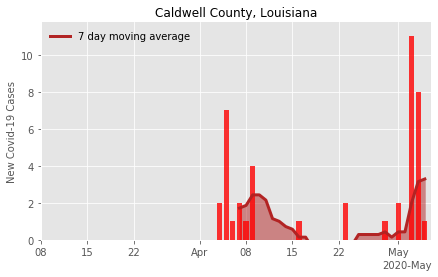 Caldwell County, Louisiana
7 day moving average
New Covid-19 Cases
10
8
6
4
2
0
08 15 22 Apr 08 15 22 May
2020-May